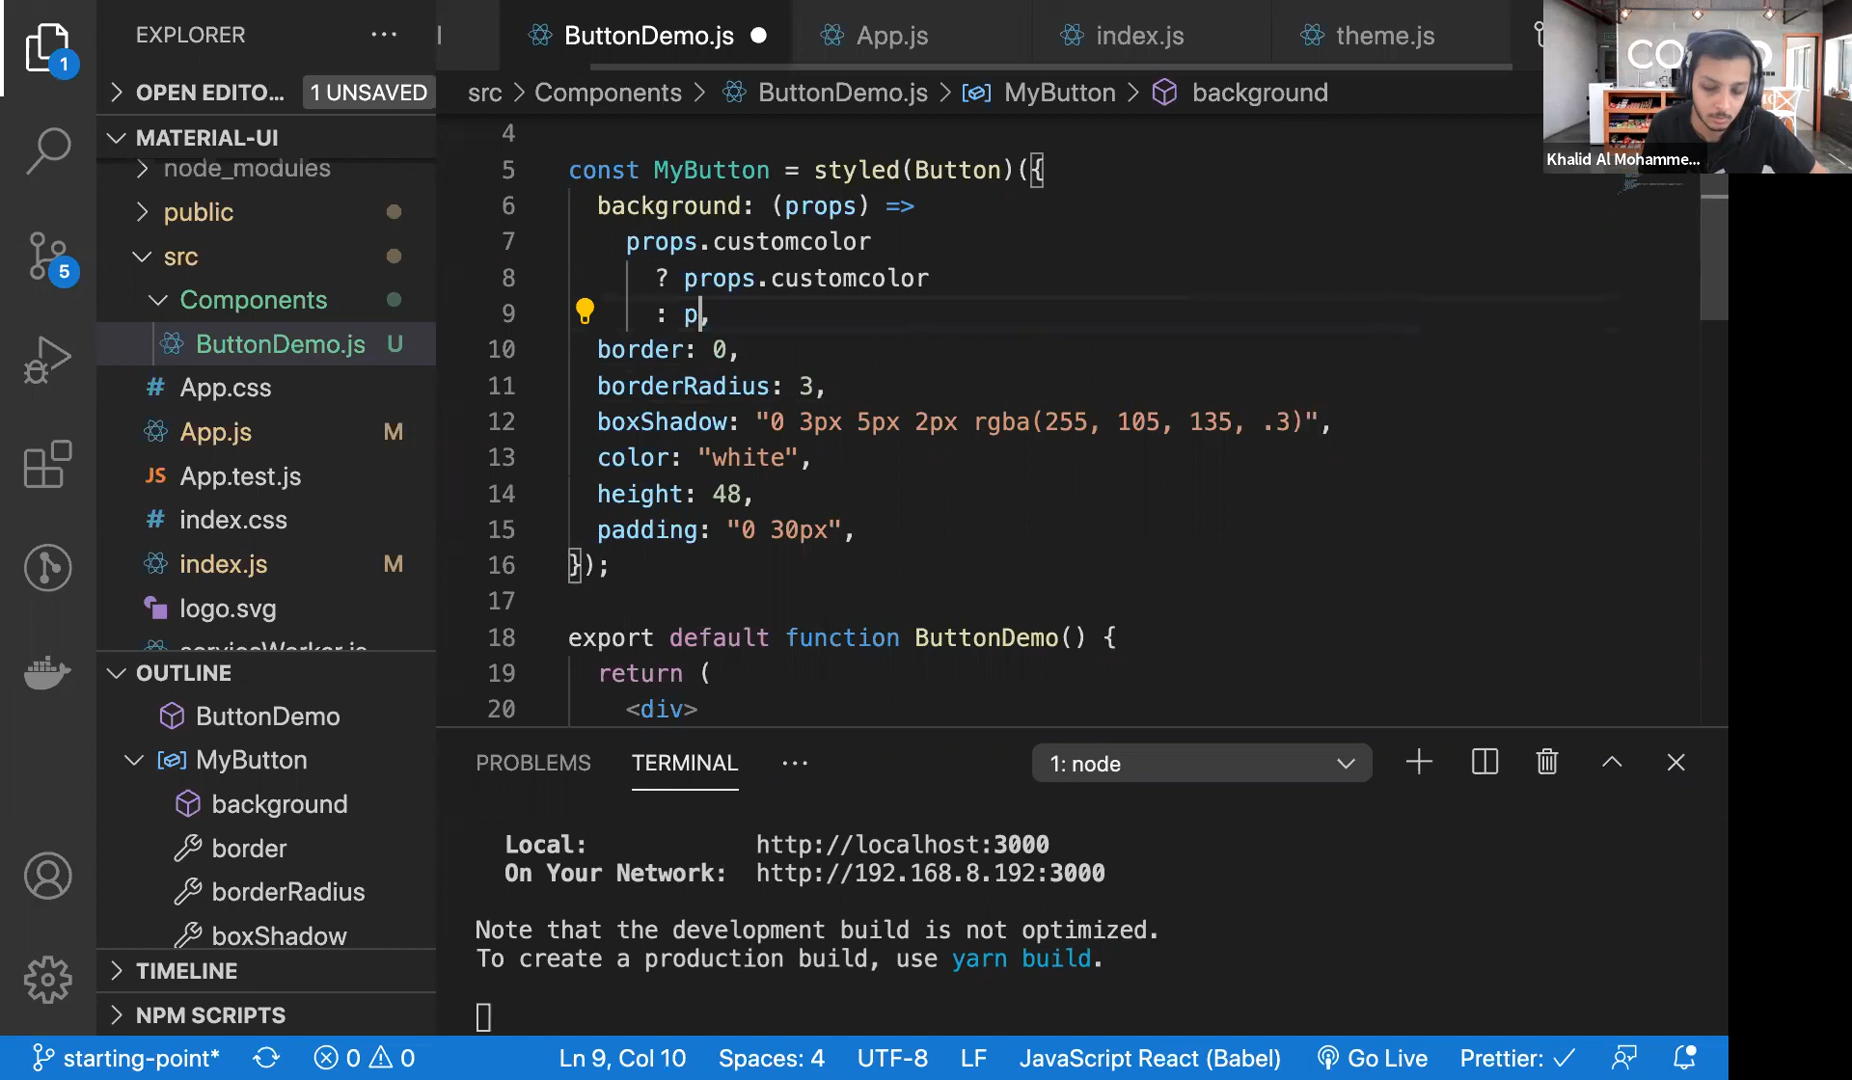 EXPLORER
ButtonDemo.js
App.js
index.js
theme.js
OPEN EDITO... 1 UNSAVED
src > Components > ButtonDemo.js > MyButton > background
Khalid Al Mohamme...
MATERIAL-UI
node_modules
public
src
Components
ButtonDemo.js U
App.css
App.js M
App.test.js
index.css
index.js M
logo.svg
serviceWorker.js
OUTLINE
ButtonDemo
MyButton
background
border
borderRadius
boxShadow
TIMELINE
NPM SCRIPTS
1
5
4
5 const MyButton = styled(Button)({
6 background: (props) =>
7 props.customcolor
8 ? props.customcolor
9 : p,
10 border: 0,
11 borderRadius: 3,
12 boxShadow: "0 3px 5px 2px rgba(255, 105, 135, .3)",
13 color: "white",
14 height: 48,
15 padding: "0 30px",
16 });
17
18 export default function ButtonDemo() {
19 return (
20 <div>
PROBLEMS TERMINAL ... 1: node
Local: http://localhost:3000
On Your Network: http://192.168.8.192:3000
Note that the development build is not optimized.
To create a production build, use yarn build.
starting-point* 0 0 Ln 9, Col 10 Spaces: 4 UTF-8 LF JavaScript React (Babel) Go Live Prettier: ✓